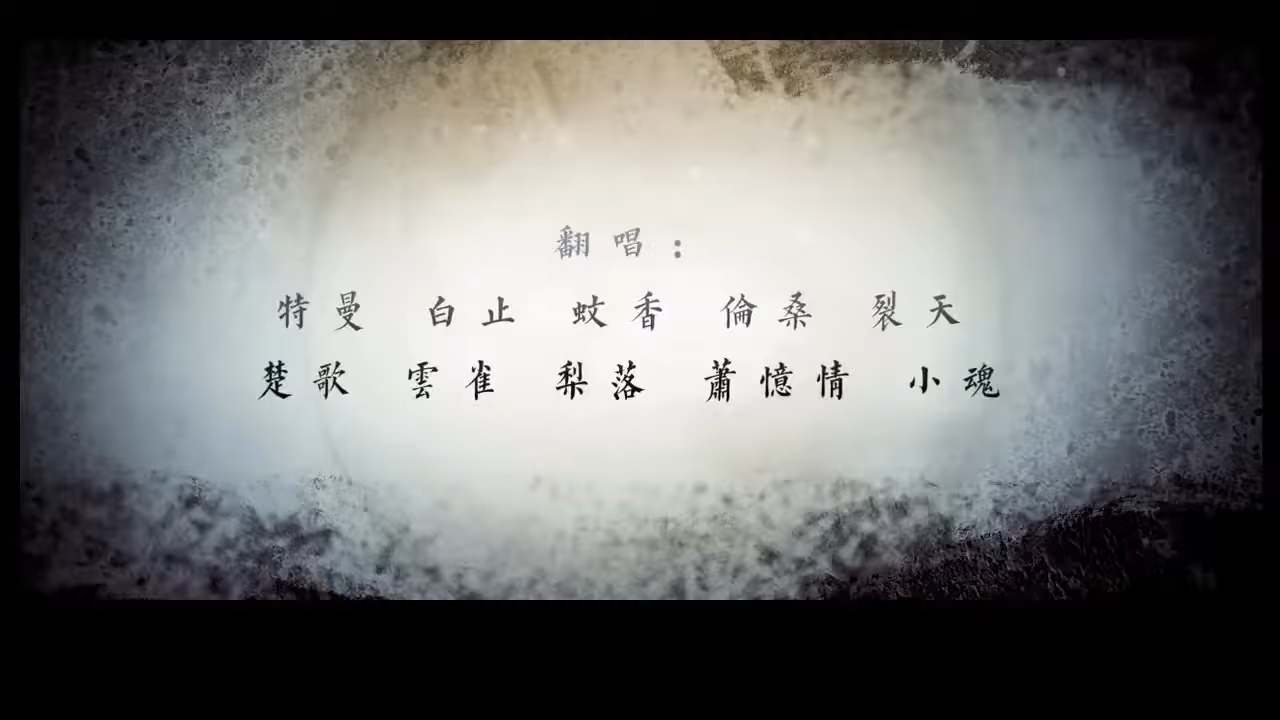 翻唱：
特曼 白止 蚊香 倫桑 裂天
楚歌 雲雀 梨落 蕭憶情 小魂